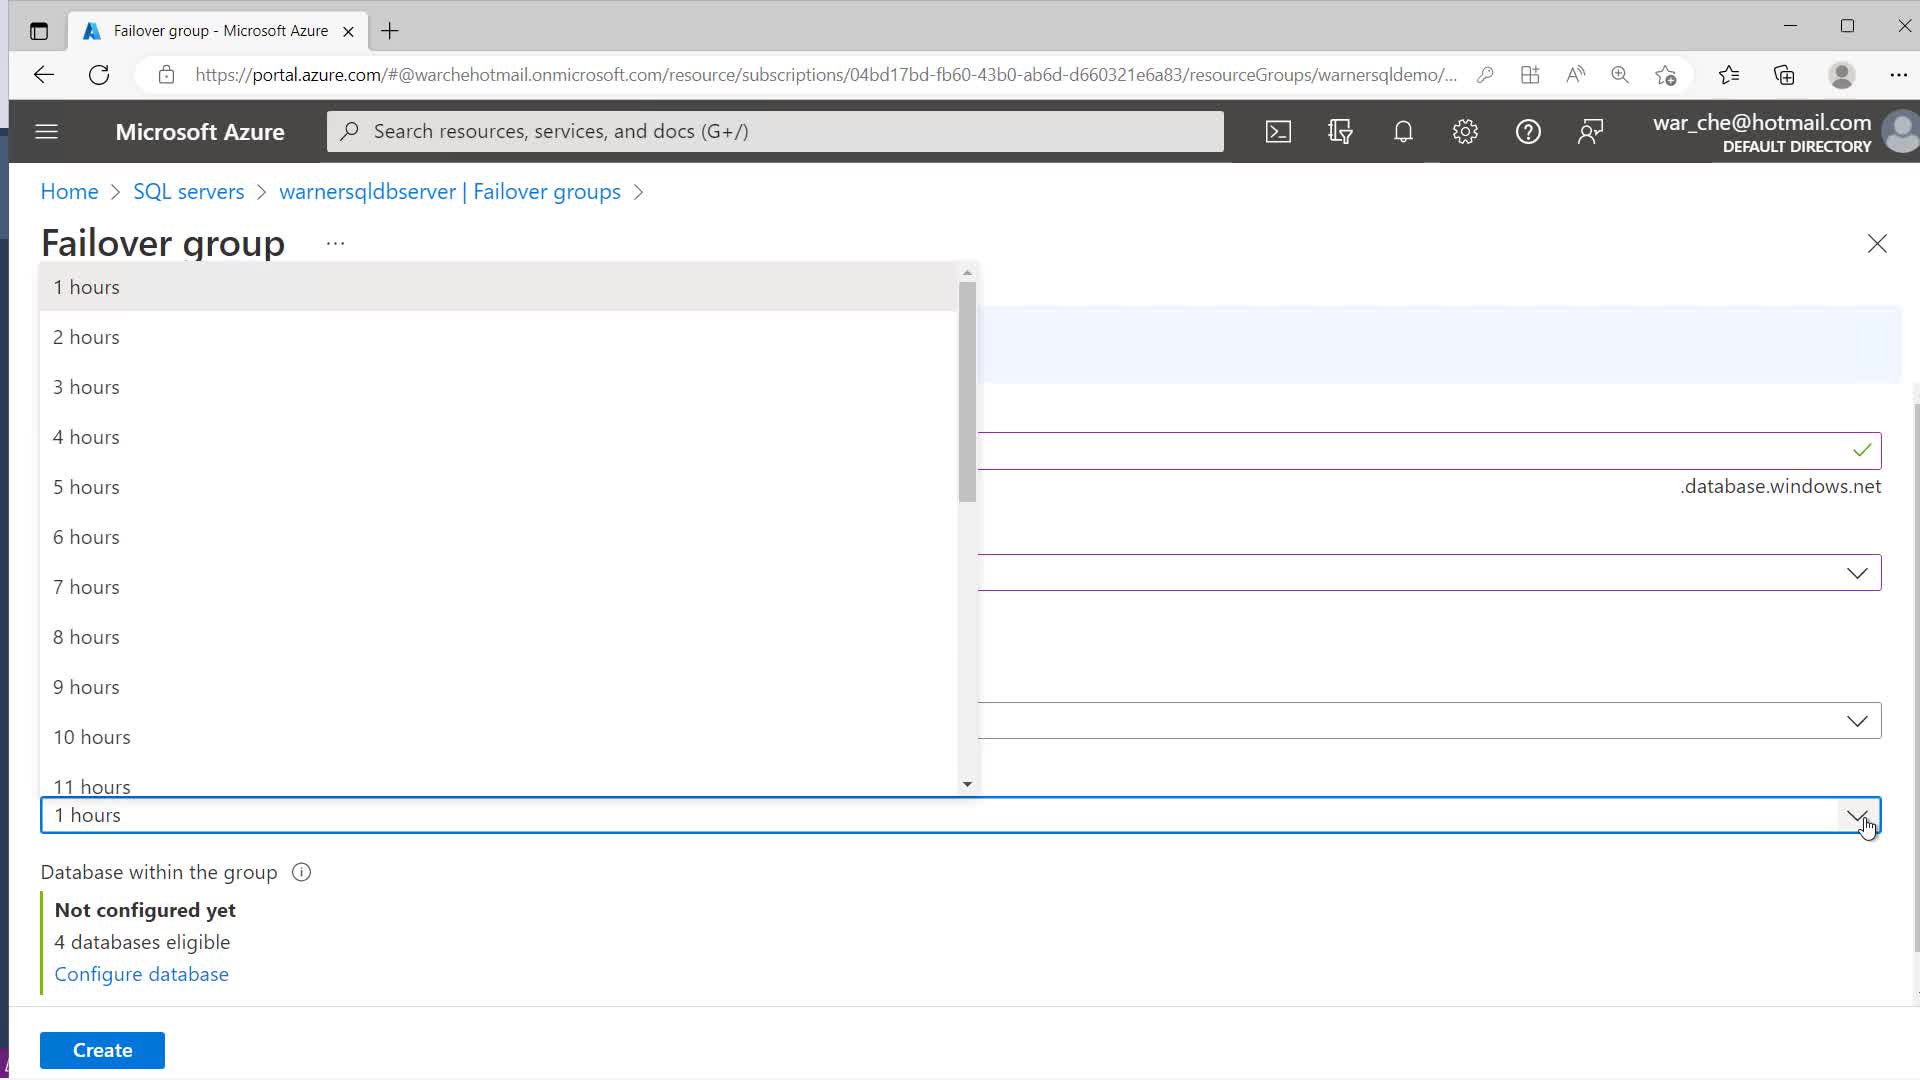 Failover group - Microsoft Azure
https://portal.azure.com/#@warchehotmail.onmicrosoft.com/resource/subscriptions/04bd17bd-fb60-43b0-ab6d-d660321e6a83/resourceGroups/warnersqldemo/...
Microsoft Azure
Search resources, services, and docs (G+/)
war_che@hotmail.com
DEFAULT DIRECTORY
Home > SQL servers > warnersqldbserver | Failover groups >
Failover group ...
1 hours
2 hours
3 hours
4 hours
5 hours
.database.windows.net
6 hours
7 hours
8 hours
9 hours
10 hours
11 hours
1 hours
Database within the group
Not configured yet
4 databases eligible
Configure database
Create